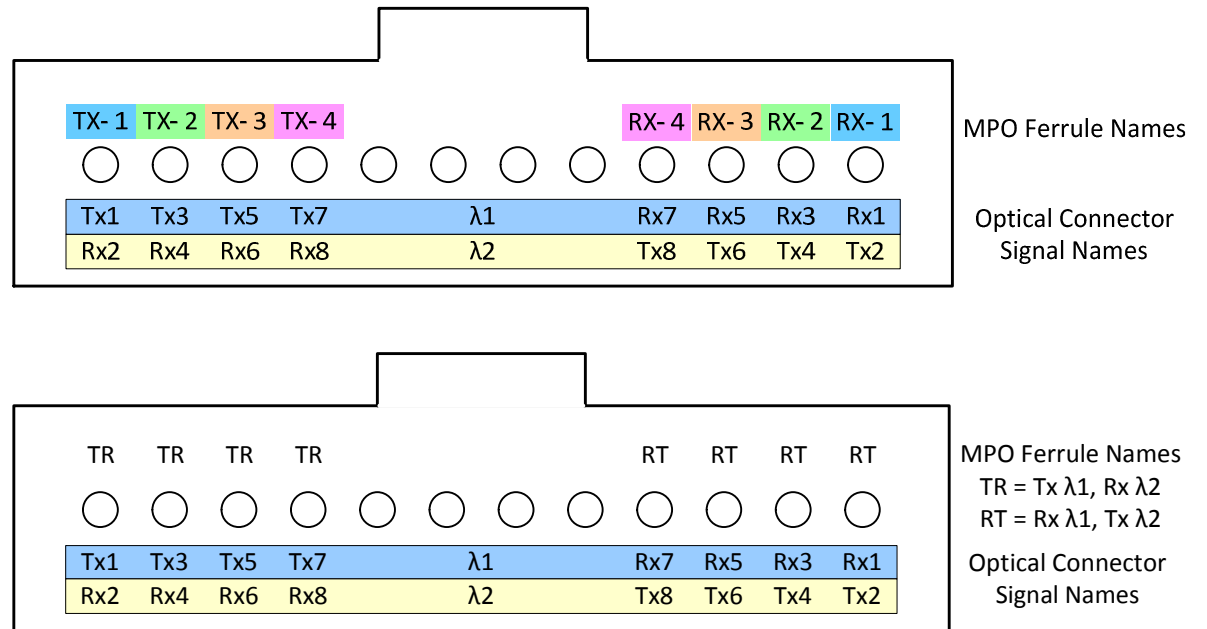 TX- 1 TX- 2 TX- 3 TX- 4 RX- 4 RX- 3 RX- 2 RX- 1
MPO Ferrule Names
Tx1 Tx3 Tx5 Tx7 λ1 Rx7 Rx5 Rx3 Rx1
Rx2 Rx4 Rx6 Rx8 λ2 Tx8 Tx6 Tx4 Tx2
Optical Connector
Signal Names
TR TR TR TR RT RT RT RT
MPO Ferrule Names
TR = Tx λ1, Rx λ2
RT = Rx λ1, Tx λ2
Tx1 Tx3 Tx5 Tx7 λ1 Rx7 Rx5 Rx3 Rx1
Rx2 Rx4 Rx6 Rx8 λ2 Tx8 Tx6 Tx4 Tx2
Optical Connector
Signal Names